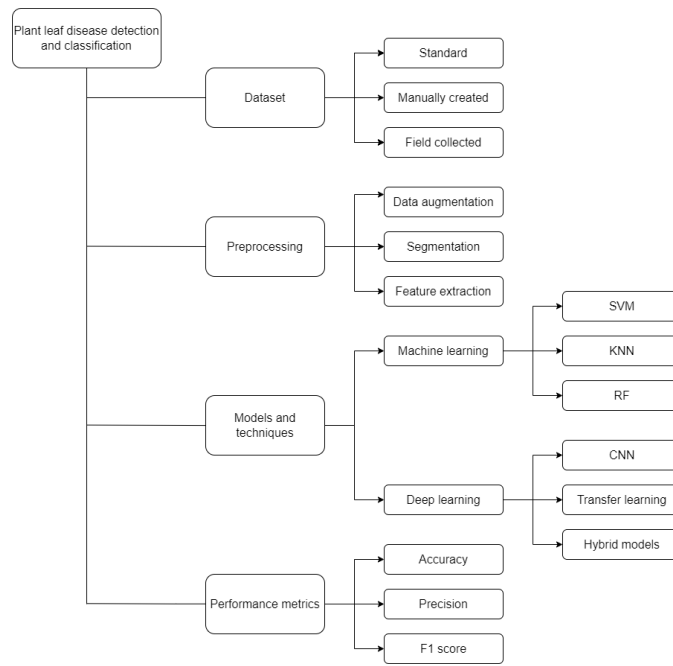 Plant leaf disease detection
and classification
Dataset
Standard
Manually created
Field collected
Preprocessing
Data augmentation
Segmentation
Feature extraction
Models and
techniques
Machine learning
SVM
KNN
RF
Deep learning
CNN
Transfer learning
Hybrid models
Performance metrics
Accuracy
Precision
F1 score